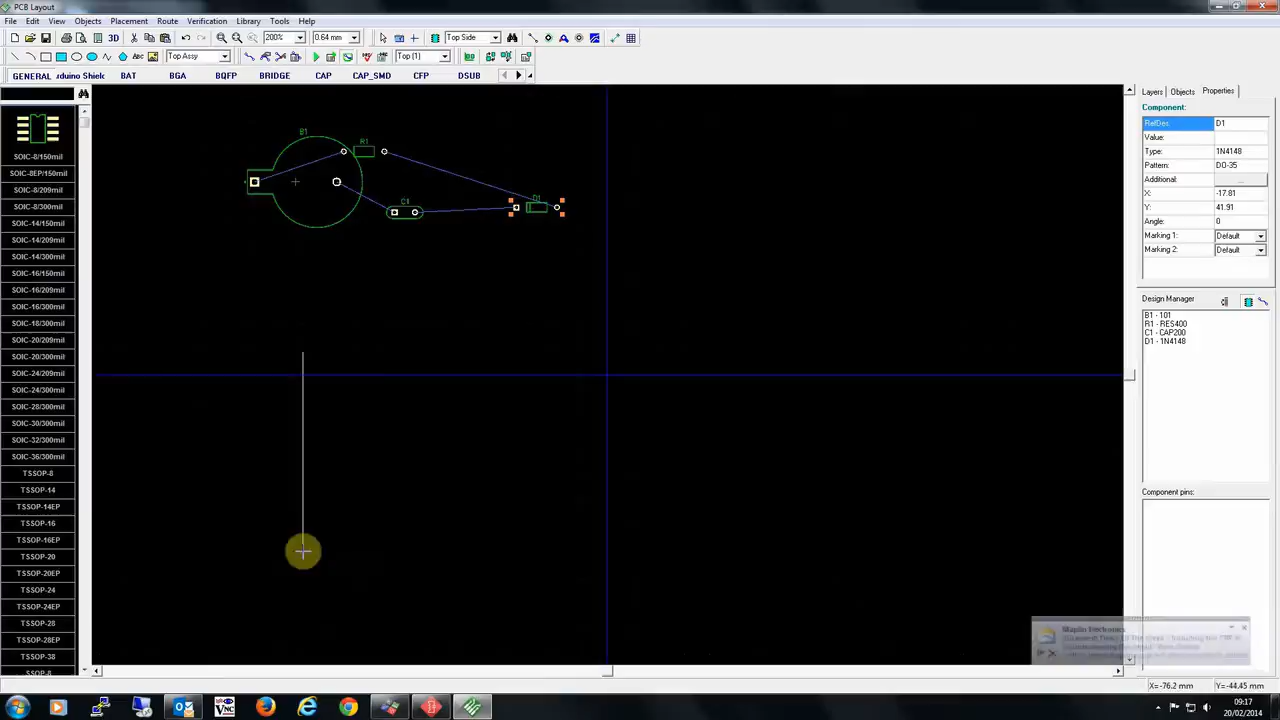 PCB Layout
File Edit View Objects Placement Route Verification Library Tools Help
3D 200% 0.64 mm Top Side
Abc Top Assy Top (1)
GENERAL rduino Shield BAT BGA BQFP BRIDGE CAP CAP_SMD CFP DSUB
SOIC-8/150mil
SOIC-8EP/150mil
SOIC-8/209mil
SOIC-8/300mil
SOIC-14/150mil
SOIC-14/209mil
SOIC-14/300mil
SOIC-16/150mil
SOIC-16/209mil
SOIC-16/300mil
SOIC-18/300mil
SOIC-20/209mil
SOIC-20/300mil
SOIC-24/209mil
SOIC-24/300mil
SOIC-28/300mil
SOIC-30/300mil
SOIC-32/300mil
SOIC-36/300mil
TSSOP-8
TSSOP-14
TSSOP-14EP
TSSOP-16
TSSOP-16EP
TSSOP-20
TSSOP-20EP
TSSOP-24
TSSOP-28
TSSOP-28EP
TSSOP-38
B1
R1
C1
D1
Layers Objects Properties
Component:
RefDes: D1
Value:
Type: 1N4148
Pattern: DO-35
Additional: ...
X: -17.81
Y: 41.91
Angle: 0
Marking 1: Default
Marking 2: Default
Design Manager
B1 - 101
R1 - RES400
C1 - CAP200
D1 - 1N4148
Component pins:
Maplin Electronics
X=-76.2 mm Y=-44.45 mm
VNC
09:17
20/02/2014